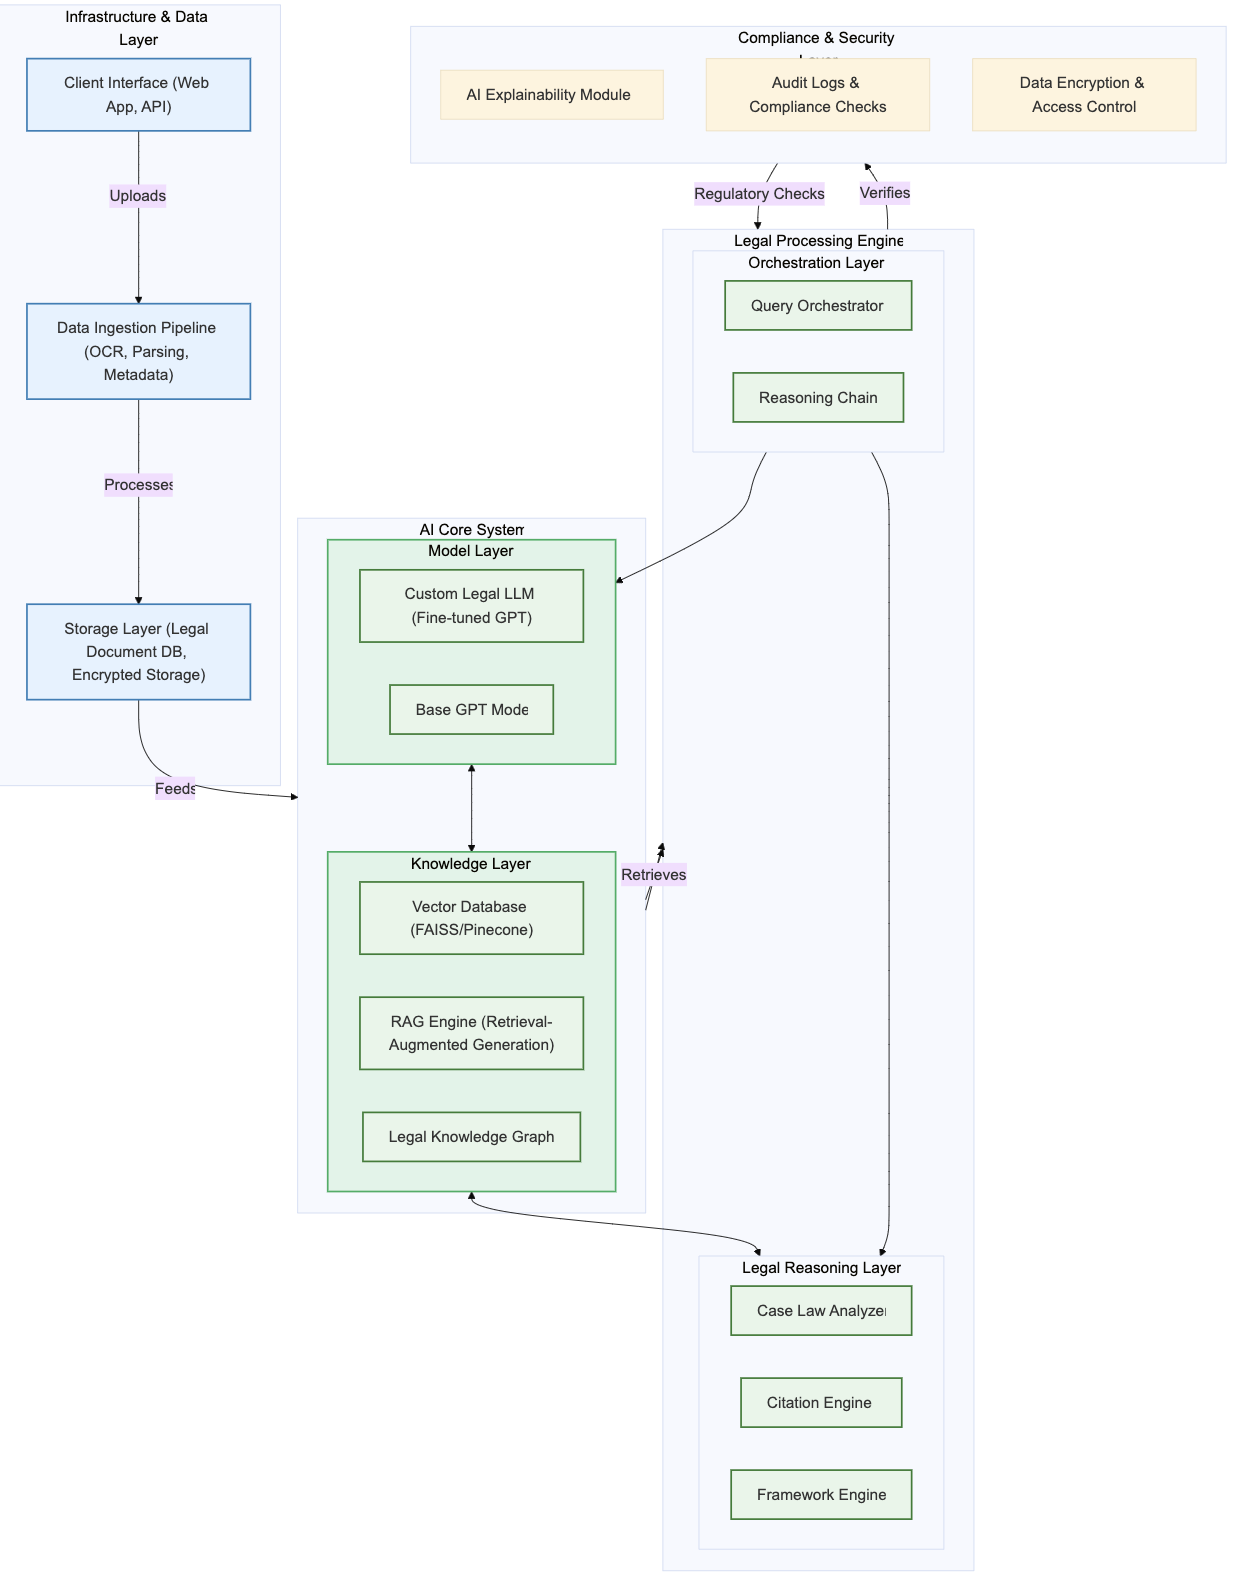 Infrastructure & Data
Layer
Client Interface (Web
App, API)
Uploads
Data Ingestion Pipeline
(OCR, Parsing,
Metadata)
Processes
Storage Layer (Legal
Document DB,
Encrypted Storage)
Feeds
Compliance & Security
Layer
AI Explainability Module
Audit Logs &
Compliance Checks
Data Encryption &
Access Control
Regulatory Checks
Verifies
Legal Processing Engine
Orchestration Layer
Query Orchestrator
Reasoning Chain
AI Core System
Model Layer
Custom Legal LLM
(Fine-tuned GPT)
Base GPT Mode
Knowledge Layer
Vector Database
(FAISS/Pinecone)
RAG Engine (Retrieval-
Augmented Generation)
Legal Knowledge Graph
Retrieves
Legal Reasoning Layer
Case Law Analyzer
Citation Engine
Framework Engine